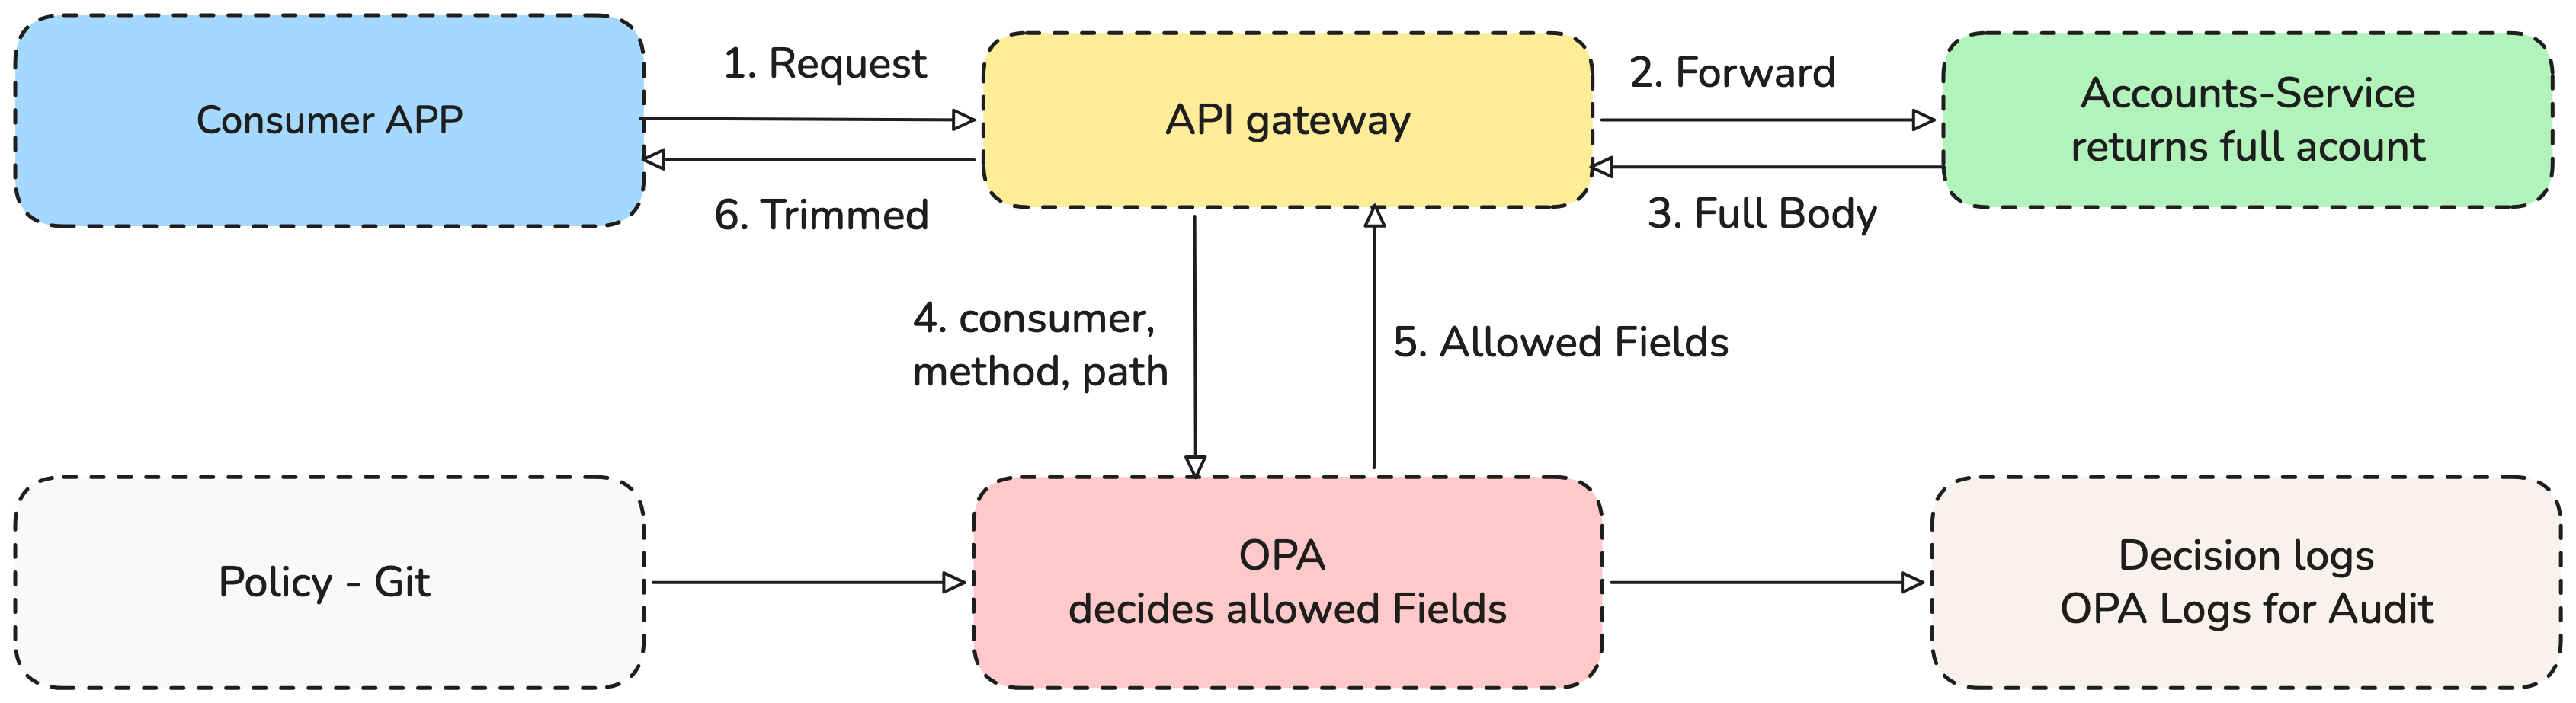 Consumer APP
1. Request
6. Trimmed
API gateway
2. Forward
3. Full Body
Accounts-Service
returns full acount
4. consumer,
method, path
5. Allowed Fields
Policy - Git
OPA
decides allowed Fields
Decision logs
OPA Logs for Audit